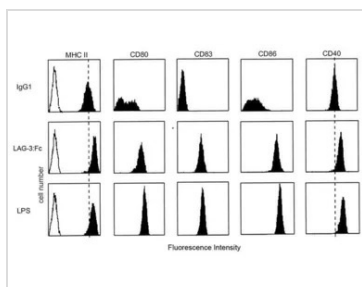 MHC II CD80 CD83 CD86 CD40
IgG1
LAG-3:Fc
cell number
LPS
Fluorescence Intensity